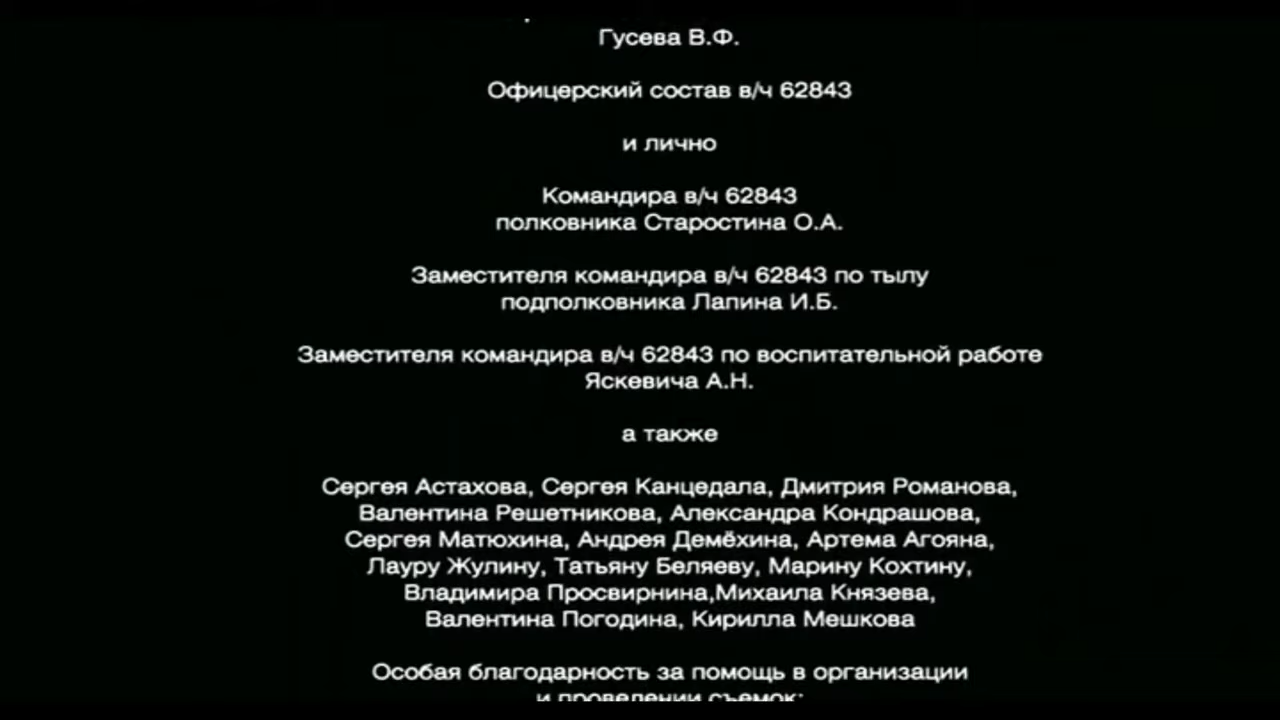 Гусева В.Ф.
Офицерский состав в/ч 62843
и лично
Командира в/ч 62843
полковника Старостина О.А.
Заместителя командира в/ч 62843 по тылу
подполковника Лапина И.Б.
Заместителя командира в/ч 62843 по воспитательной работе
Яскевича А.Н.
а также
Сергея Астахова, Сергея Канцедала, Дмитрия Романова,
Валентина Решетникова, Александра Кондрашова,
Сергея Матюхина, Андрея Демёхина, Артема Агояна,
Лауру Жулину, Татьяну Беляеву, Марину Кохтину,
Владимира Просвирнина,Михаила Князева,
Валентина Погодина, Кирилла Мешкова
Особая благодарность за помощь в организации
и проведении съемок: